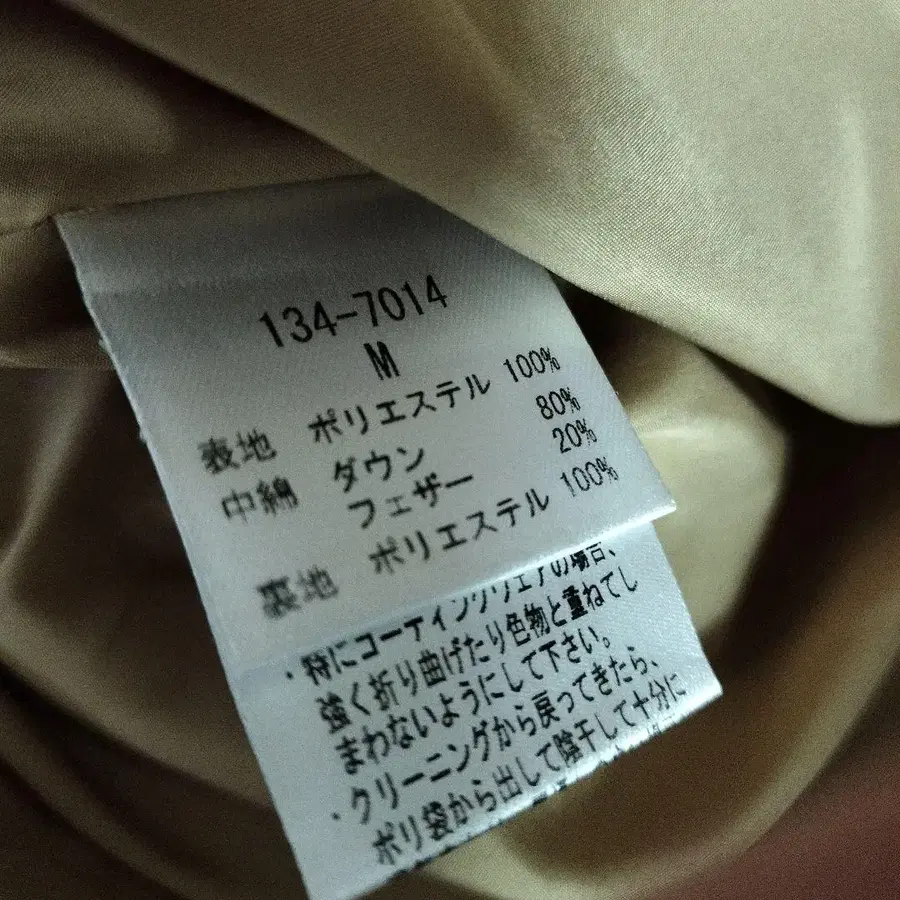 134-7014
M
表地 ポリエステル 100%
中綿 ダウン 80%
フェザー 20%
裏地 ポリエステル 100%
・特にコーティングウェアの場合、
強く折り曲げたり色物と重ねてし
まわないようにして下さい。
・クリーニングから戻ってきたら、
ポリ袋から出して陰干しして十分に